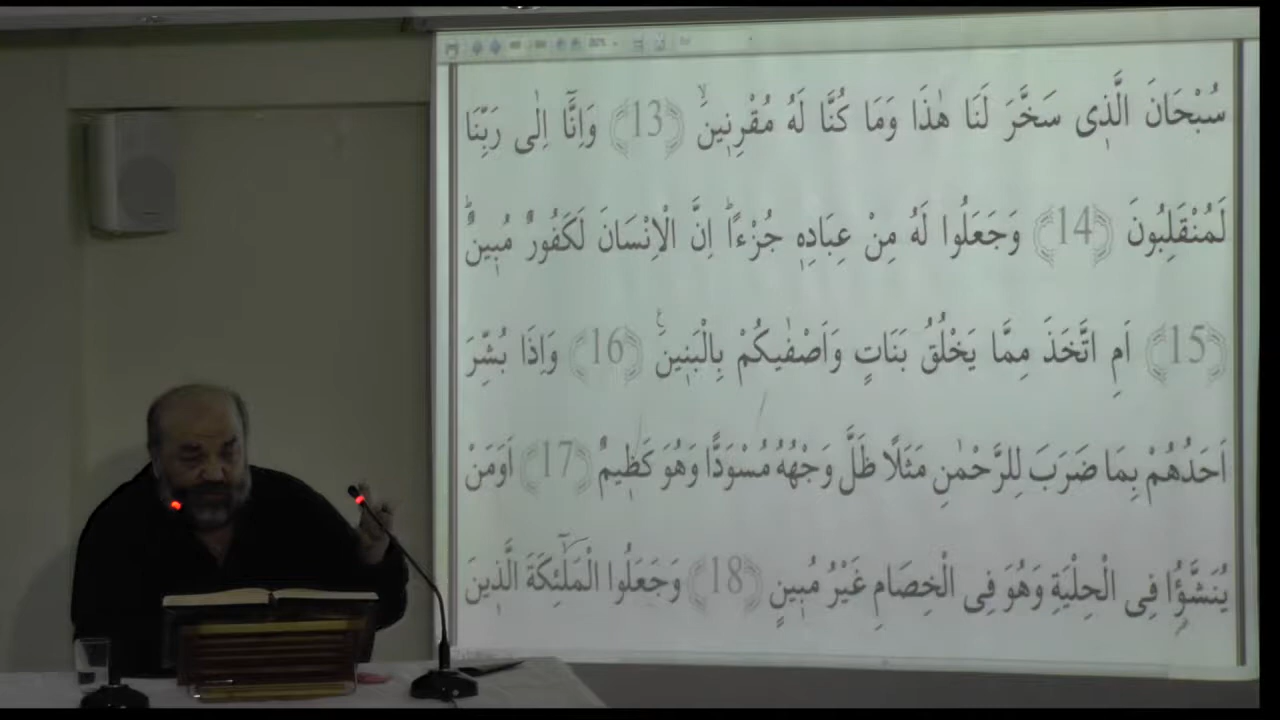 سُبْحَانَ الَّذ۪ى سَخَّرَ لَنَا هٰذَا وَمَا كُنَّا لَهُ مُقْرِن۪ينَۙ ﴿13﴾ وَاِنَّٓا اِلٰى رَبِّنَا
لَمُنْقَلِبُونَ ﴿14﴾ وَجَعَلُوا لَهُ مِنْ عِبَادِه۪ جُزْءًاۜ اِنَّ الْاِنْسَانَ لَكَفُورٌ مُب۪ينٌۜ
﴿15﴾ اَمِ اتَّخَذَ مِمَّا يَخْلُقُ بَنَاتٍ وَاَصْفٰيكُمْ بِالْبَن۪ينَۚ ﴿16﴾ وَاِذَا بُشِّرَ
اَحَدُهُمْ بِمَا ضَرَبَ لِلرَّحْمٰنِ مَثَلًا ظَلَّ وَجْهُهُ مُسْوَدًّا وَهُوَ كَظ۪يمٌ ﴿17﴾ اَوَمَنْ
يُنَشَّؤُ۬ا فِى الْحِلْيَةِ وَهُوَ فِى الْخِصَامِ غَيْرُ مُب۪ينٍ ﴿18﴾ وَجَعَلُوا الْمَلٰٓئِكَةَ الَّذ۪ينَ